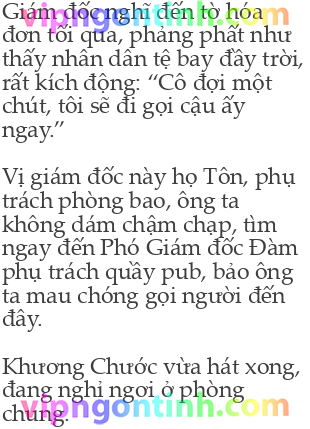 Giám đốc nghĩ đến tờ hóa
đơn tối qua, phảng phất như
thấy nhân dân tệ bay đầy trời,
rất kích động: “Cô đợi một
chút, tôi sẽ đi gọi cậu ấy
ngay.”
Vị giám đốc này họ Tôn, phụ
trách phòng bao, ông ta
không dám chậm chạp, tìm
ngay đến Phó Giám đốc Đàm
phụ trách quầy pub, bảo ông
ta mau chóng gọi người đến
đây.
Khương Chước vừa hát xong,
đang nghỉ ngơi ở phòng
chung.
vipngontinh.com
vipngontinh.com